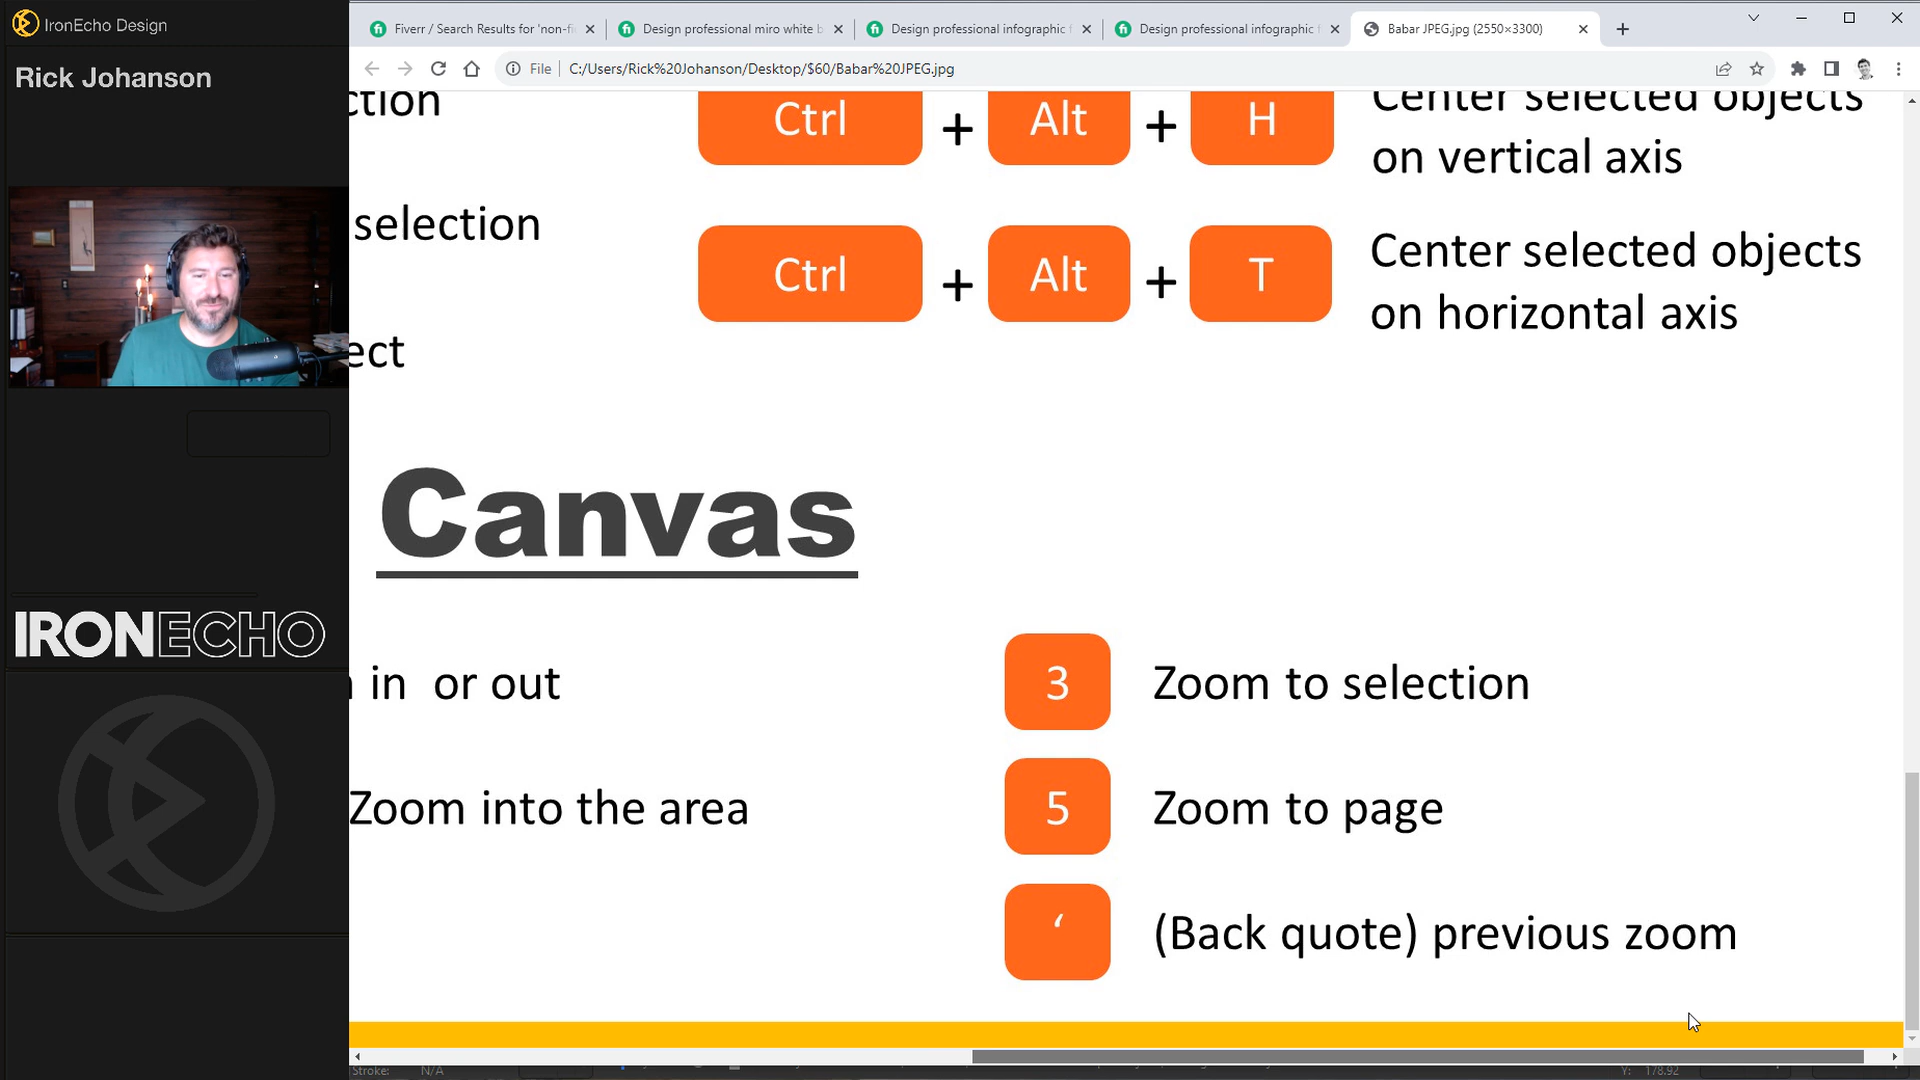 IronEcho Design
Rick Johanson
IRONECHO
Fiverr / Search Results for 'non-fi
Design professional miro white b
Design professional infographic f
Design professional infographic f
Babar JPEG.jpg (2550×3300)
File
C:/Users/Rick%20Johanson/Desktop/$60/Babar%20JPEG.jpg
ction
Ctrl + Alt + H
Center selected objects
on vertical axis
selection
Ctrl + Alt + T
Center selected objects
on horizontal axis
ect
Canvas
in or out
3 Zoom to selection
Zoom into the area
5 Zoom to page
‘ (Back quote) previous zoom
Stroke: N/A
Y: 178.92